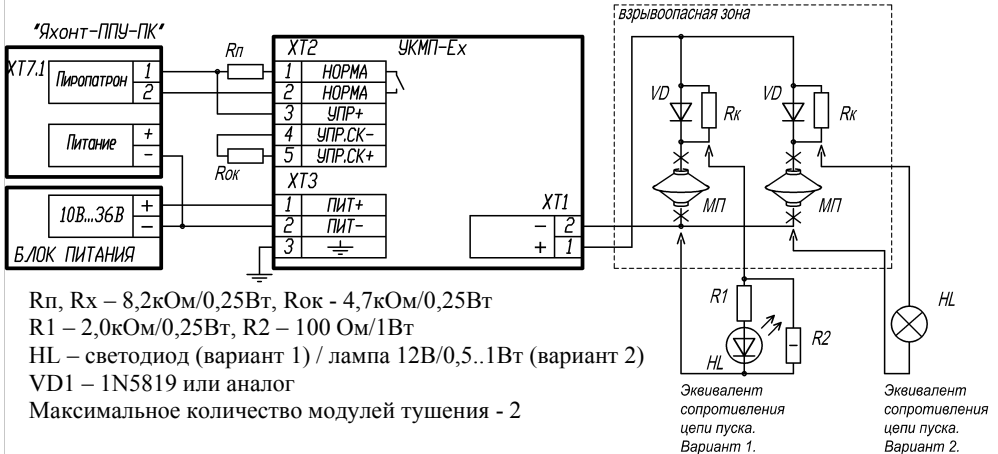 "Яхонт-ППУ-ПК"
ХТ7.1
Пиропатрон
1
2
Питание
+
-
10В...36В
+
-
БЛОК ПИТАНИЯ
Rп
Rок
ХТ2
УКМП-Ех
1 НОРМА
2 НОРМА
3 УПР+
4 УПР.СК-
5 УПР.СК+
ХТ3
1 ПИТ+
2 ПИТ-
3
ХТ1
- 2
+ 1
взрывоопасная зона
VD
Rк
VD
Rк
МП
МП
R1
HL
R2
HL
Эквивалент
сопротивления
цепи пуска.
Вариант 1.
Эквивалент
сопротивления
цепи пуска.
Вариант 2.
Rп, Rх – 8,2кОм/0,25Вт, Rок - 4,7кОм/0,25Вт
R1 – 2,0кОм/0,25Вт, R2 – 100 Ом/1Вт
HL – светодиод (вариант 1) / лампа 12В/0,5..1Вт (вариант 2)
VD1 – 1N5819 или аналог
Максимальное количество модулей тушения - 2